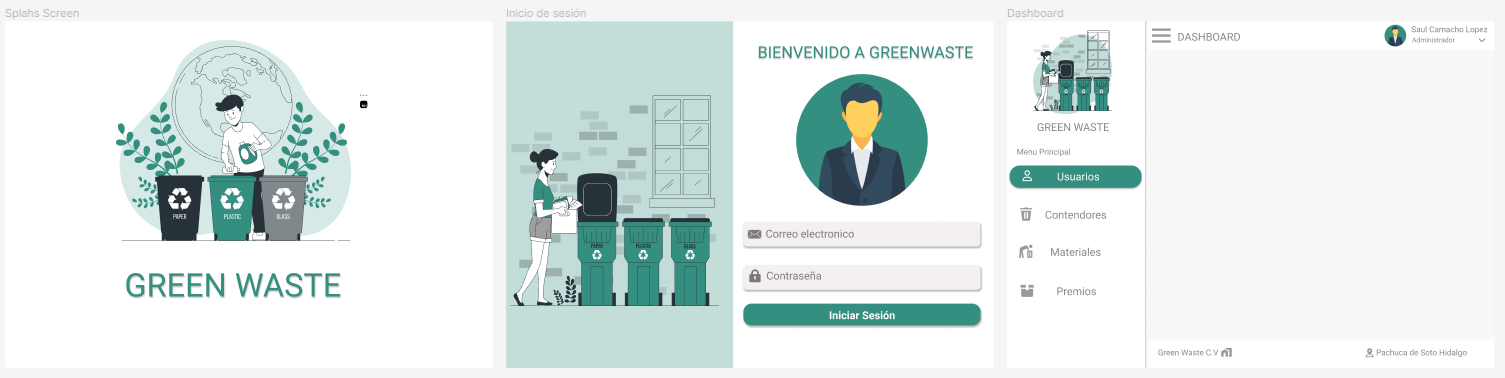 Splahs Screen
PAPER
PLASTIC
GLASS
GREEN WASTE
Inicio de sesión
PAPER
PLASTIC
GLASS
BIENVENIDO A GREENWASTE
Correo electronico
Contraseña
Iniciar Sesión
Dashboard
GREEN WASTE
Menu Principal
Usuarios
Contendores
Materiales
Premios
DASHBOARD
Saul Camacho Lopez
Administrador
Green Waste C.V
Pachuca de Soto Hidalgo